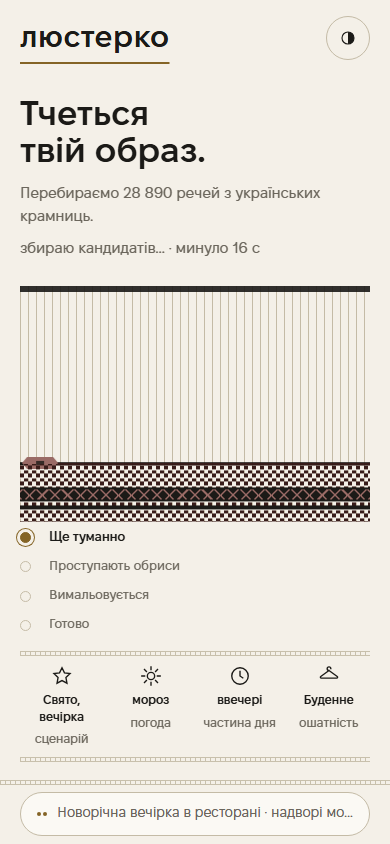 люстерко
Тчеться
твій образ.
Перебираємо 28 890 речей з українських
крамниць.
збираю кандидатів... · минуло 16 с
Ще туманно
Проступають обриси
Вимальовується
Готово
Свято,
вечірка
сценарій
мороз
погода
ввечері
частина дня
Буденне
ошатність
Новорічна вечірка в ресторані · надворі мо...